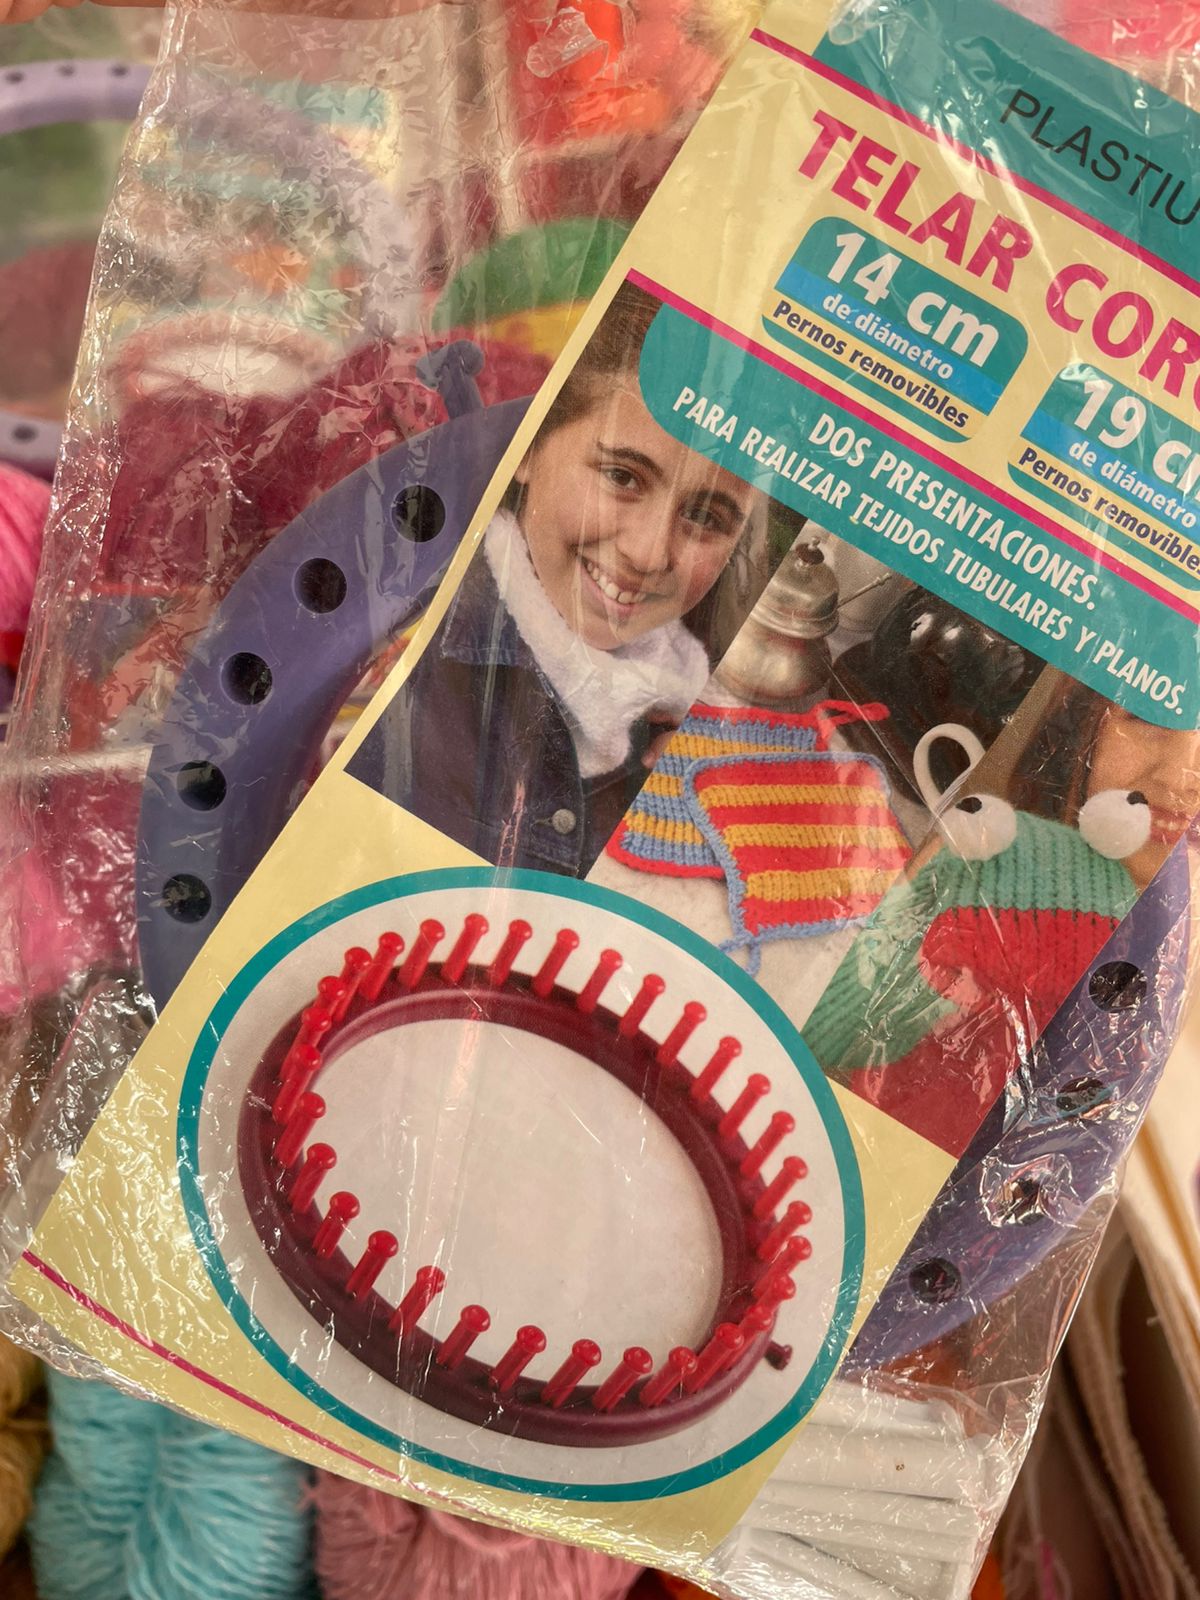 PLASTIU
TELAR COR
14 cm
de diámetro
Pernos removibles
19 c
de diámetro
Pernos removibles
DOS PRESENTACIONES.
PARA REALIZAR TEJIDOS TUBULARES Y PLANOS.